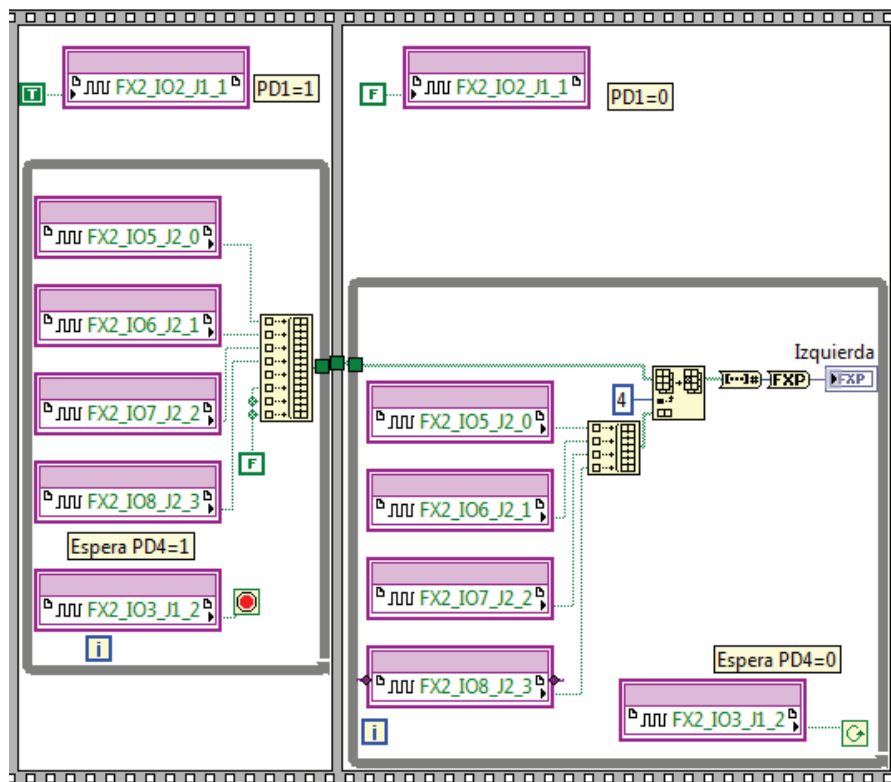 T
FX2_IO2_J1_1
PD1=1
FX2_IO5_J2_0
FX2_IO6_J2_1
FX2_IO7_J2_2
F
FX2_IO8_J2_3
Espera PD4=1
FX2_IO3_J1_2
i
F
FX2_IO2_J1_1
PD1=0
Izquierda
[...]#
FXP
FXP
4
FX2_IO5_J2_0
FX2_IO6_J2_1
FX2_IO7_J2_2
FX2_IO8_J2_3
i
Espera PD4=0
FX2_IO3_J1_2